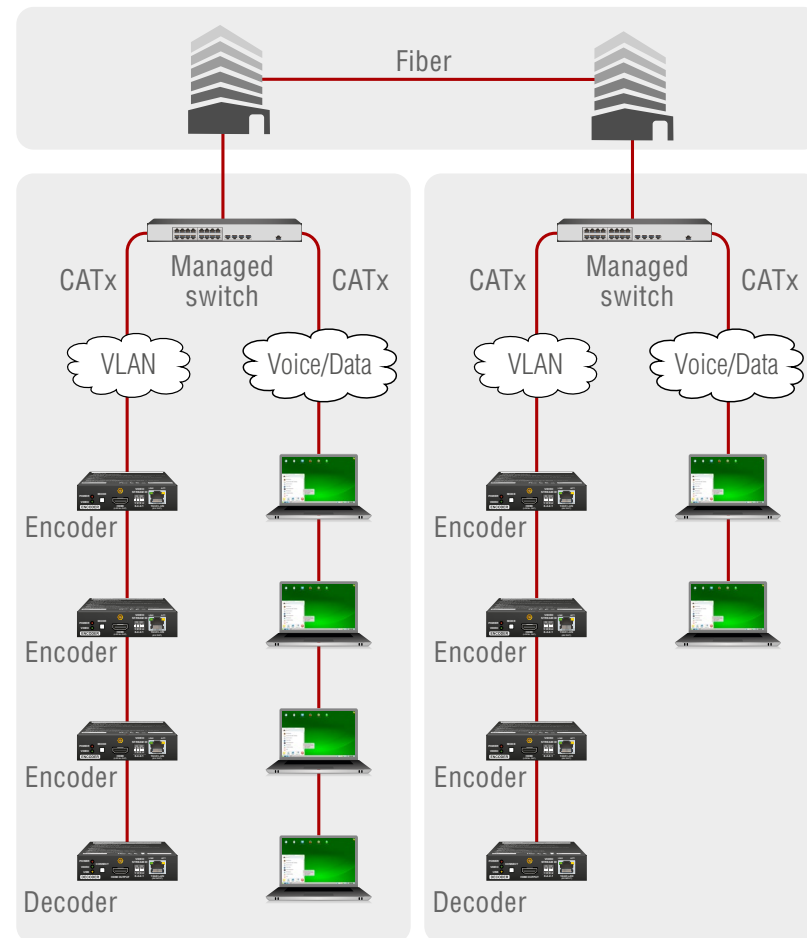 Fiber
Managed
switch
CATx
CATx
VLAN
Voice/Data
Encoder
Encoder
Encoder
Decoder
Managed
switch
CATx
CATx
VLAN
Voice/Data
Encoder
Encoder
Encoder
Decoder